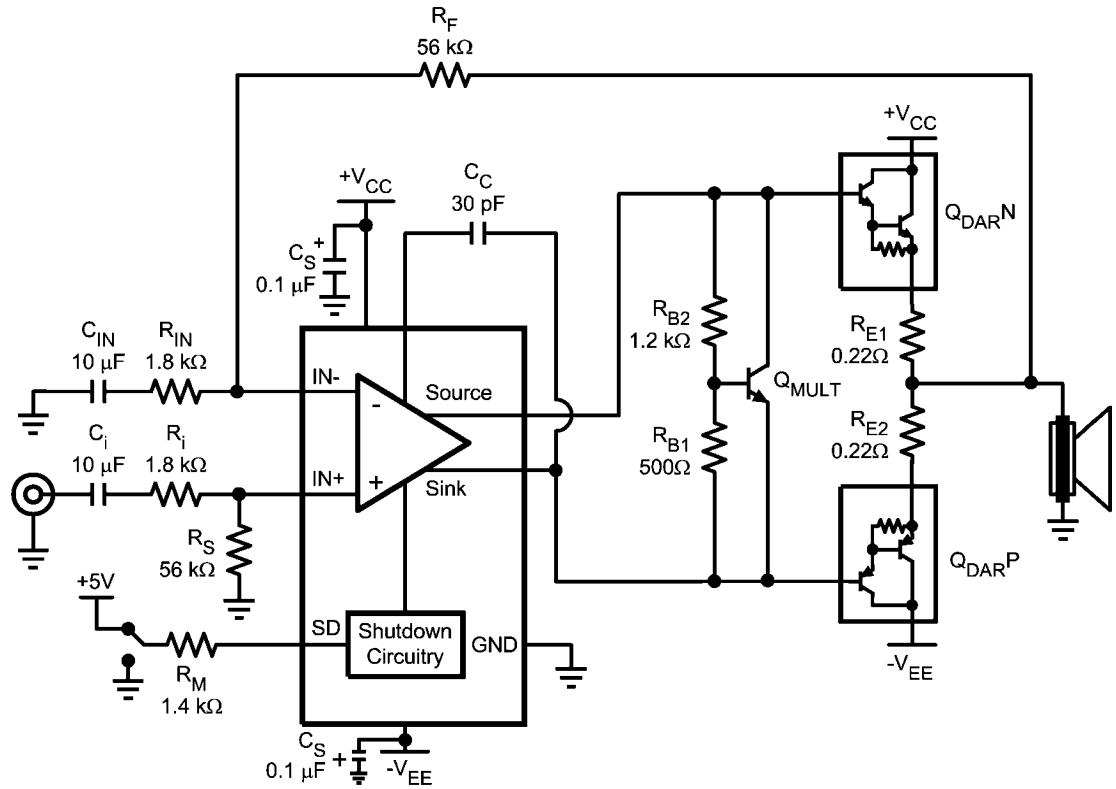 R_F
56 kΩ
+V_CC
C_S +
0.1 µF
C_C
30 pF
+V_CC
Q_DAR N
C_IN
10 µF
R_IN
1.8 kΩ
IN-
-
Source
R_B2
1.2 kΩ
Q_MULT
R_E1
0.22Ω
C_i
10 µF
R_i
1.8 kΩ
IN+
+
Sink
R_B1
500Ω
R_E2
0.22Ω
R_S
56 kΩ
+5V
SD
Shutdown
Circuitry
GND
R_M
1.4 kΩ
Q_DAR P
-V_EE
C_S +
0.1 µF
-V_EE